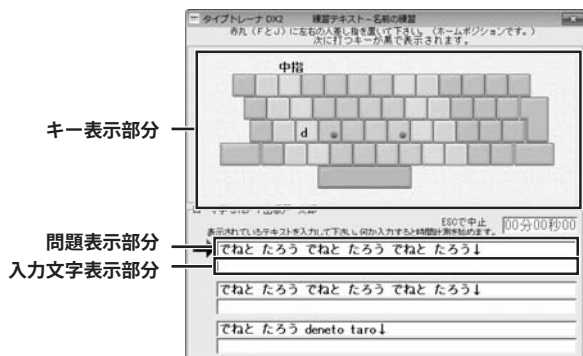 タイプトレーナ DX2 練習テキスト-名前の練習
赤丸（FとJ）に左右の人差し指を置いて下さい。（ホームポジションです。）
次に打つキーが黒で表示されます。
中指
キー表示部分
d
ESCで中止
00分00秒00
表示されているテキストを入力して下さい。何か入力すると時間計測を始めます。
問題表示部分
でねと たろう でねと たろう でねと たろう↓
入力文字表示部分
でねと たろう でねと たろう でねと たろう↓
でねと たろう deneto taro↓